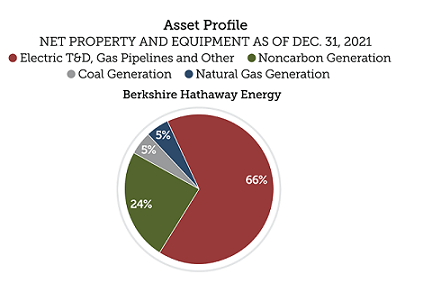 Asset Profile
NET PROPERTY AND EQUIPMENT AS OF DEC. 31, 2021
Electric T&D, Gas Pipelines and Other Noncarbon Generation
Coal Generation Natural Gas Generation
Berkshire Hathaway Energy
5%
5%
66%
24%